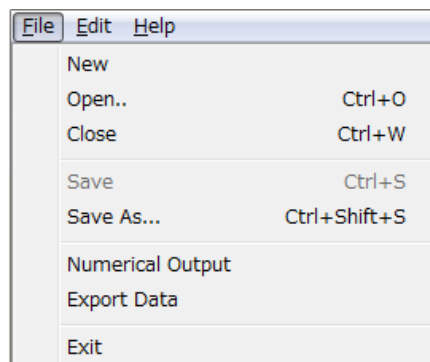 File Edit Help
New
Open.. Ctrl+O
Close Ctrl+W
Save Ctrl+S
Save As... Ctrl+Shift+S
Numerical Output
Export Data
Exit